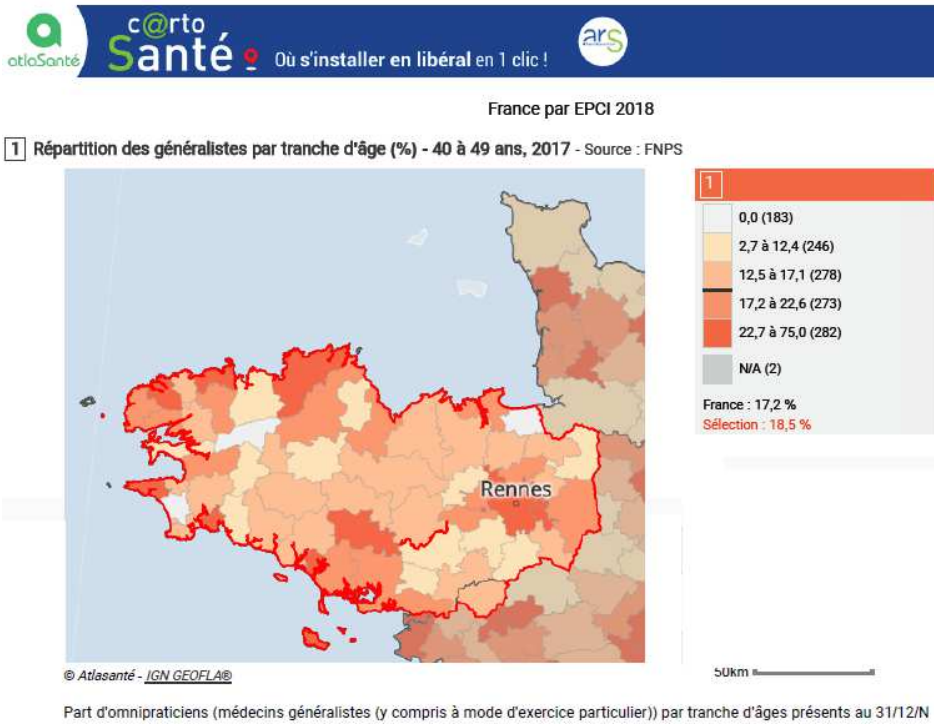 atlaSanté
c@rto
Santé
Où s'installer en libéral en 1 clic !
ars
France par EPCI 2018
1 Répartition des généralistes par tranche d'âge (%) - 40 à 49 ans, 2017 - Source : FNPS
1
0,0 (183)
2,7 à 12,4 (246)
12,5 à 17,1 (278)
17,2 à 22,6 (273)
22,7 à 75,0 (282)
N/A (2)
France : 17,2 %
Sélection : 18,5 %
Rennes
© Atlasanté - IGN GEOFLA®
50km
Part d'omnipraticiens (médecins généralistes (y compris à mode d'exercice particulier)) par tranche d'âges présents au 31/12/N